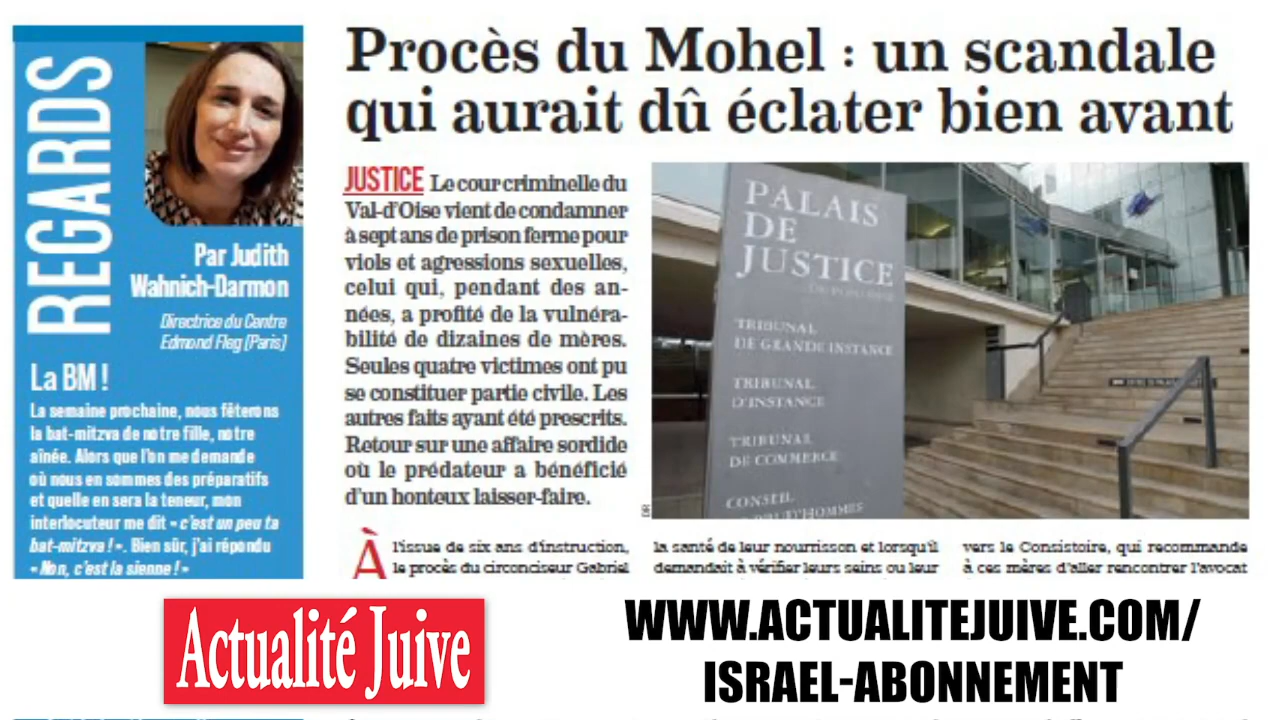 REGARDS
Par Judith
Wahnich-Darmon
Directrice du Centre
Edmond Fleg (Paris)
La BM !
La semaine prochaine, nous fêterons
la bat-mitzva de notre fille, notre
aînée. Alors que l'on me demande
où nous en sommes des préparatifs
et quelle en sera la teneur, mon
interlocuteur me dit « c'est un peu ta
bat-mitzva ! ». Bien sûr, j'ai répondu
« Non, c'est la sienne ! »
Procès du Mohel : un scandale
qui aurait dû éclater bien avant
JUSTICE Le cour criminelle du
Val-d'Oise vient de condamner
à sept ans de prison ferme pour
viols et agressions sexuelles,
celui qui, pendant des an-
nées, a profité de la vulnéra-
bilité de dizaines de mères.
Seules quatre victimes ont pu
se constituer partie civile. Les
autres faits ayant été prescrits.
Retour sur une affaire sordide
où le prédateur a bénéficié
d'un honteux laisser-faire.
PALAIS
DE
JUSTICE
TRIBUNAL
DE GRANDE INSTANCE
TRIBUNAL
D'INSTANCE
TRIBUNAL
DE COMMERCE
CONSEIL
DE PRUD'HOMMES
DR
À l'issue de six ans d'instruction,
le procès du circonciseur Gabriel
la santé de leur nourrisson et lorsqu'il
demandait à vérifier leurs seins ou leur
vers le Consistoire, qui recommande
à ces mères d'aller rencontrer l'avocat
Actualité Juive
WWW.ACTUALITEJUIVE.COM/
ISRAEL-ABONNEMENT